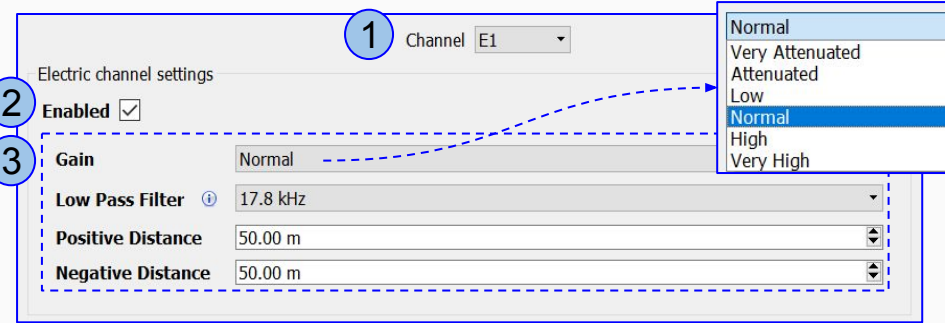 1
Channel E1
Electric channel settings
2
Enabled
3
Gain Normal
Low Pass Filter 17.8 kHz
Positive Distance 50.00 m
Negative Distance 50.00 m
Normal
Very Attenuated
Attenuated
Low
Normal
High
Very High